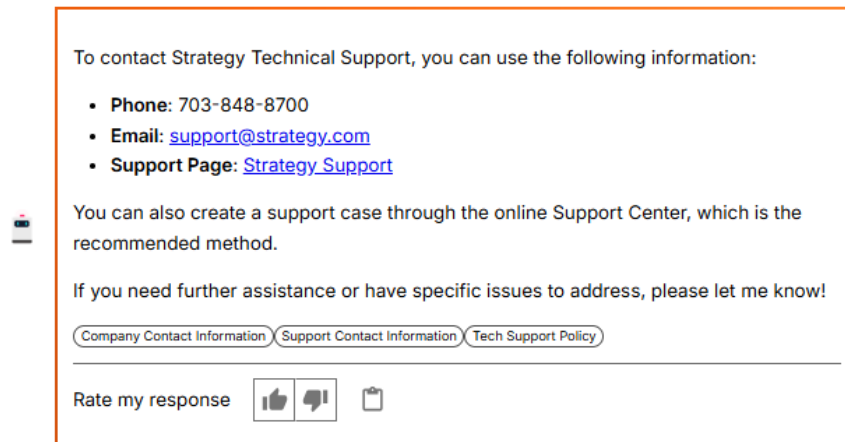 To contact Strategy Technical Support, you can use the following information:
• Phone: 703-848-8700
• Email: support@strategy.com
• Support Page: Strategy Support
You can also create a support case through the online Support Center, which is the
recommended method.
If you need further assistance or have specific issues to address, please let me know!
Company Contact Information Support Contact Information Tech Support Policy
Rate my response